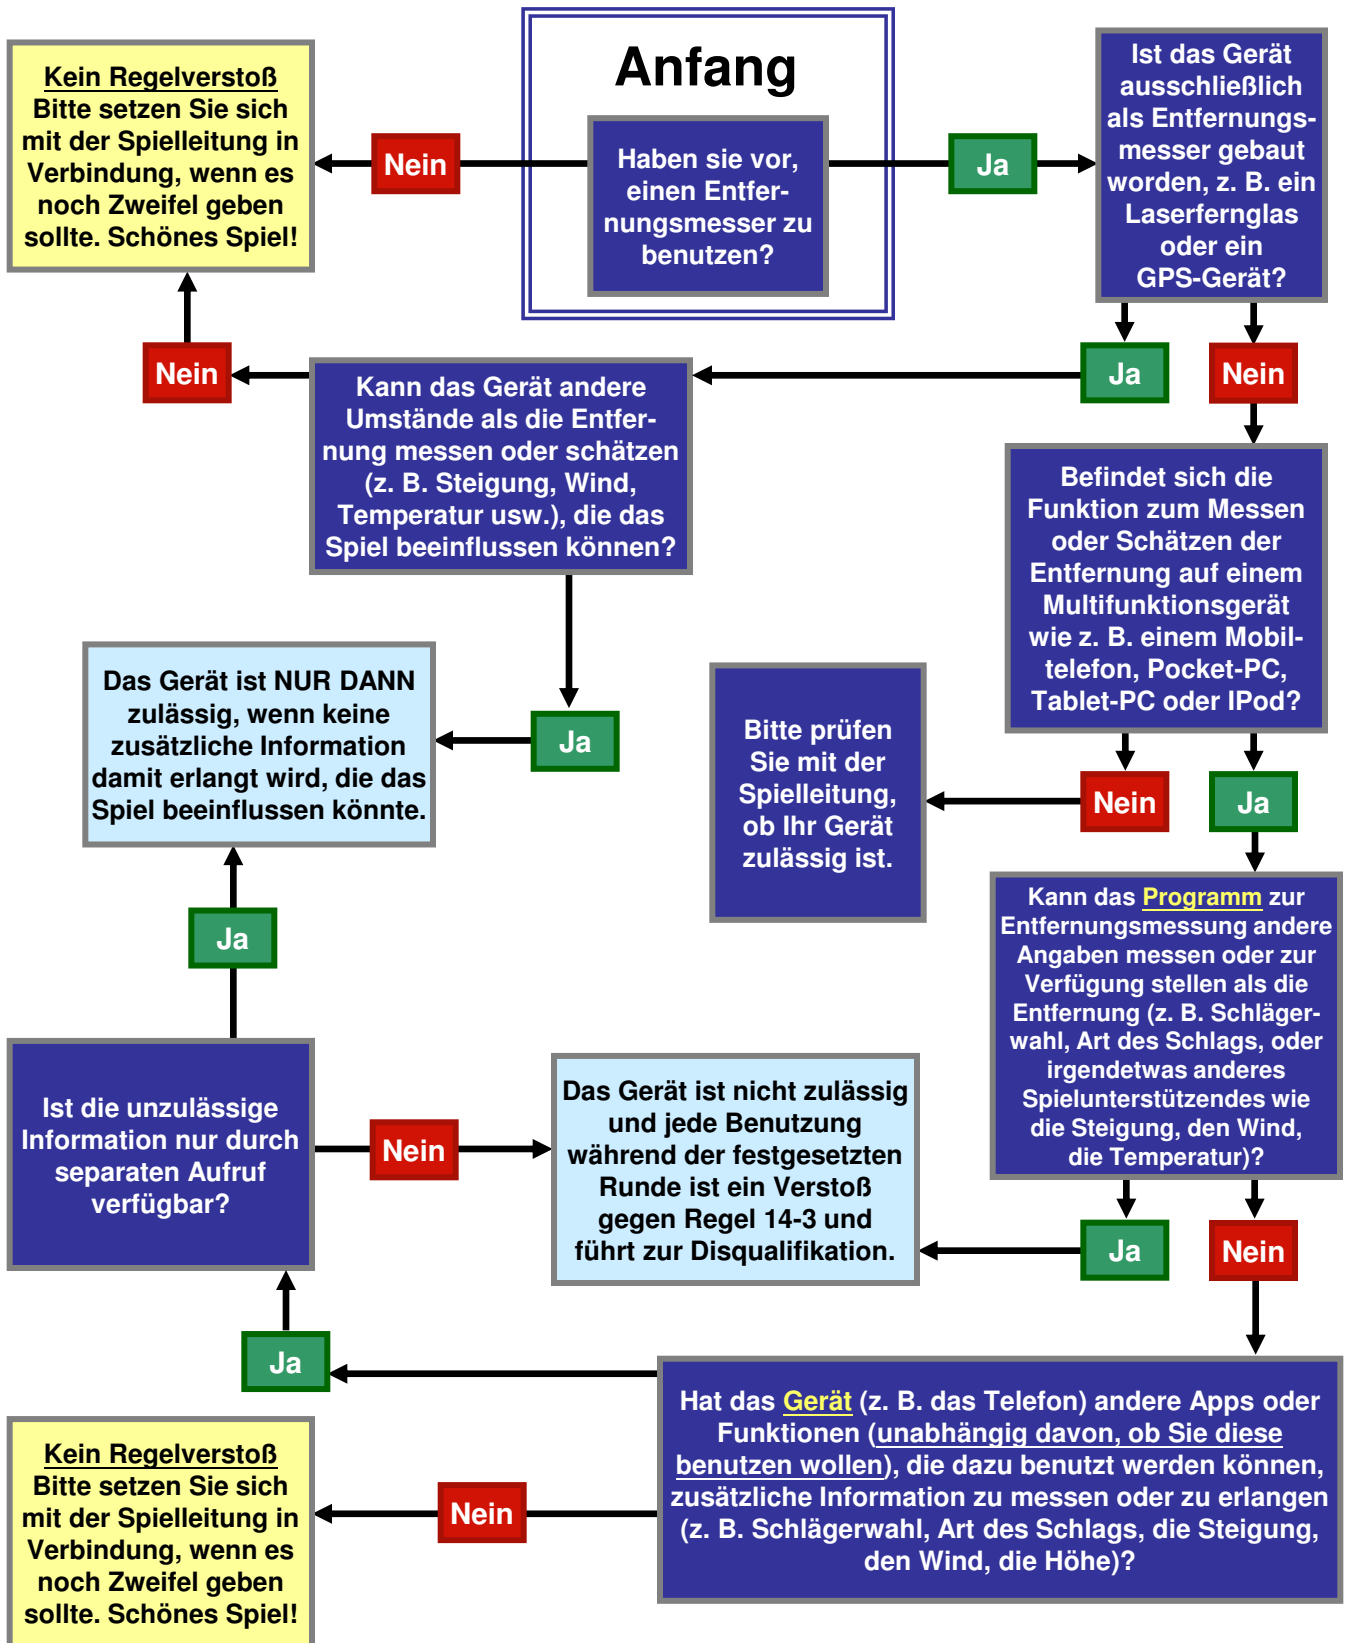 Anfang
Haben sie vor,
einen Entfer-
nungsmesser zu
benutzen?
Nein
Kein Regelverstoß
Bitte setzen Sie sich
mit der Spielleitung in
Verbindung, wenn es
noch Zweifel geben
sollte. Schönes Spiel!
Ja
Ist das Gerät
ausschließlich
als Entfernungs-
messer gebaut
worden, z. B. ein
Laserfernglas
oder ein
GPS-Gerät?
Ja
Nein
Kann das Gerät andere
Umstände als die Entfer-
nung messen oder schätzen
(z. B. Steigung, Wind,
Temperatur usw.), die das
Spiel beeinflussen können?
Nein
Ja
Das Gerät ist NUR DANN
zulässig, wenn keine
zusätzliche Information
damit erlangt wird, die das
Spiel beeinflussen könnte.
Befindet sich die
Funktion zum Messen
oder Schätzen der
Entfernung auf einem
Multifunktionsgerät
wie z. B. einem Mobil-
telefon, Pocket-PC,
Tablet-PC oder IPod?
Nein
Ja
Bitte prüfen
Sie mit der
Spielleitung,
ob Ihr Gerät
zulässig ist.
Kann das Programm zur
Entfernungsmessung andere
Angaben messen oder zur
Verfügung stellen als die
Entfernung (z. B. Schläger-
wahl, Art des Schlags, oder
irgendetwas anderes
Spielunterstützendes wie
die Steigung, den Wind,
die Temperatur)?
Ja
Nein
Das Gerät ist nicht zulässig
und jede Benutzung
während der festgesetzten
Runde ist ein Verstoß
gegen Regel 14-3 und
führt zur Disqualifikation.
Nein
Ja
Ist die unzulässige
Information nur durch
separaten Aufruf
verfügbar?
Ja
Hat das Gerät (z. B. das Telefon) andere Apps oder
Funktionen (unabhängig davon, ob Sie diese
benutzen wollen), die dazu benutzt werden können,
zusätzliche Information zu messen oder zu erlangen
(z. B. Schlägerwahl, Art des Schlags, die Steigung,
den Wind, die Höhe)?
Nein
Kein Regelverstoß
Bitte setzen Sie sich
mit der Spielleitung in
Verbindung, wenn es
noch Zweifel geben
sollte. Schönes Spiel!